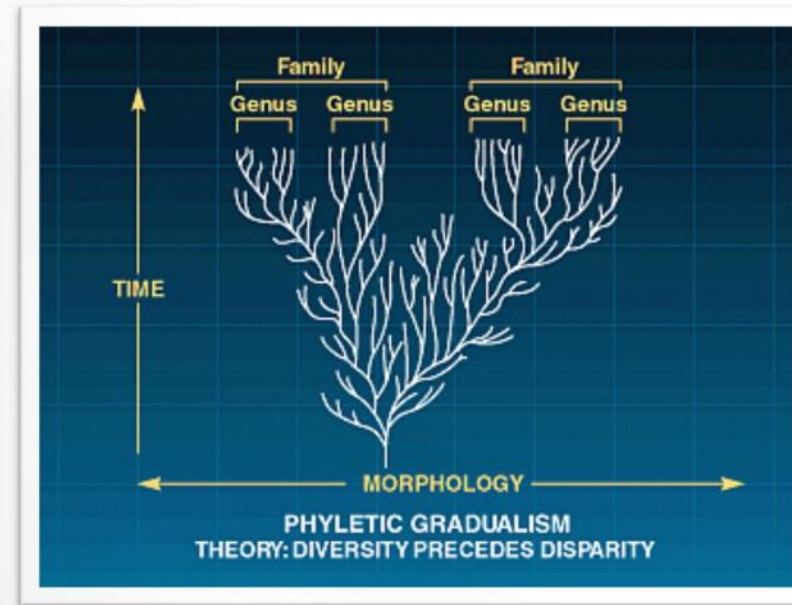 Family Family
Genus Genus Genus Genus
TIME
MORPHOLOGY
PHYLETIC GRADUALISM
THEORY: DIVERSITY PRECEDES DISPARITY